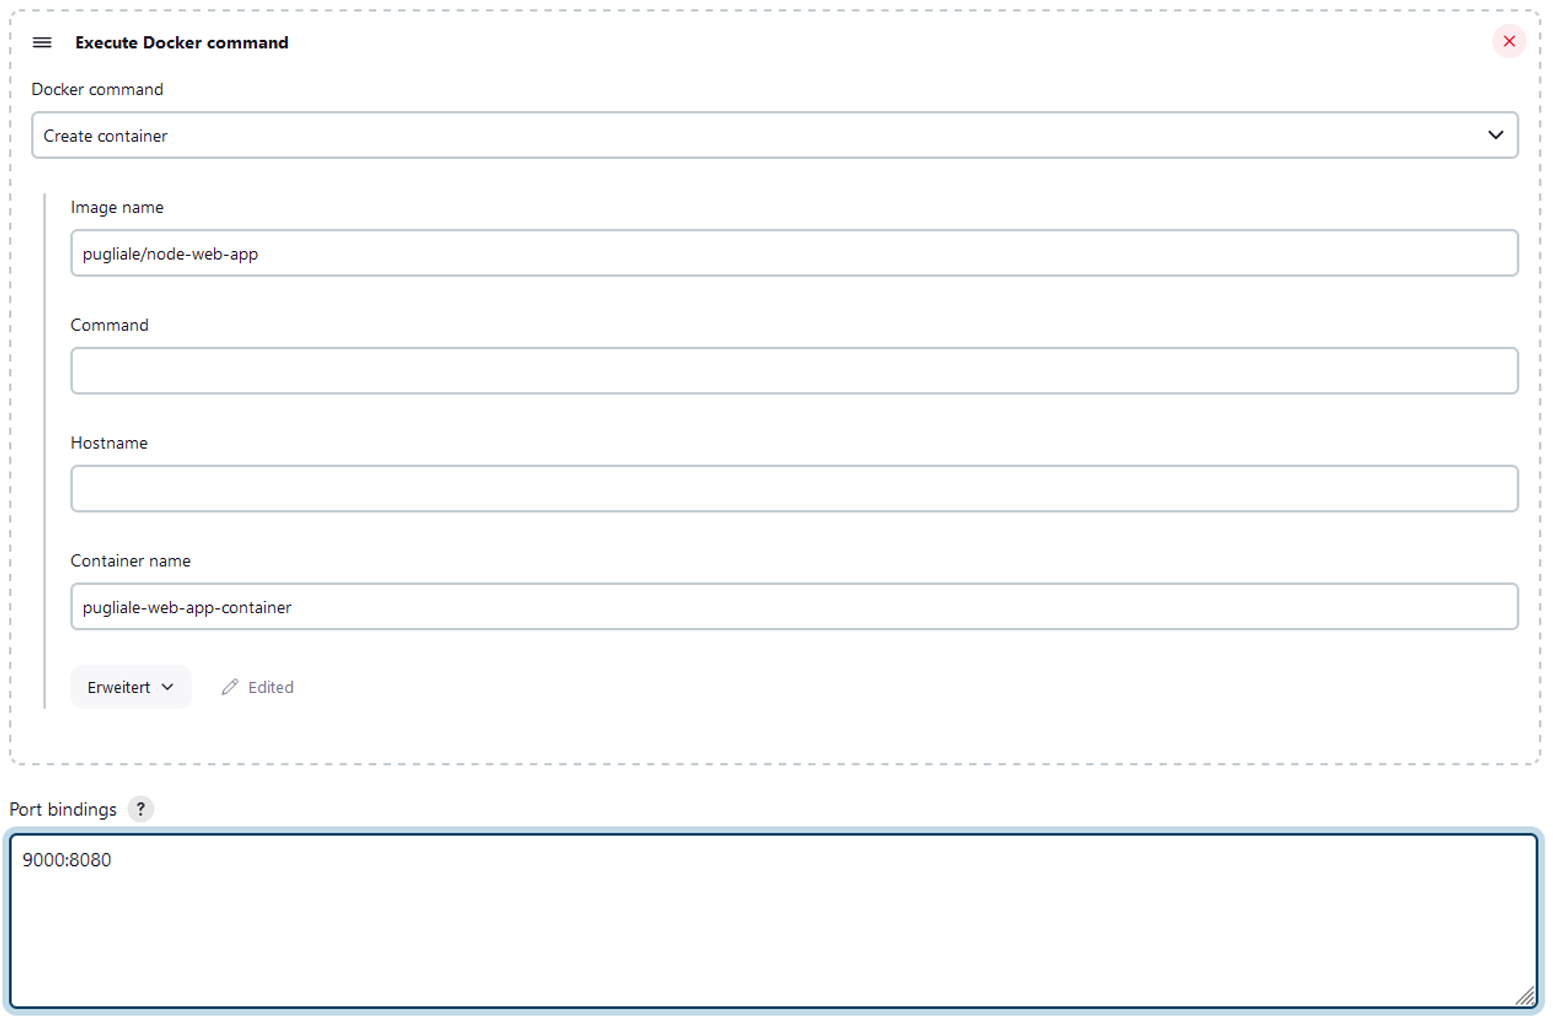 Execute Docker command
Docker command
Create container
Image name
pugliale/node-web-app
Command
Hostname
Container name
pugliale-web-app-container
Erweitert Edited
Port bindings ?
9000:8080